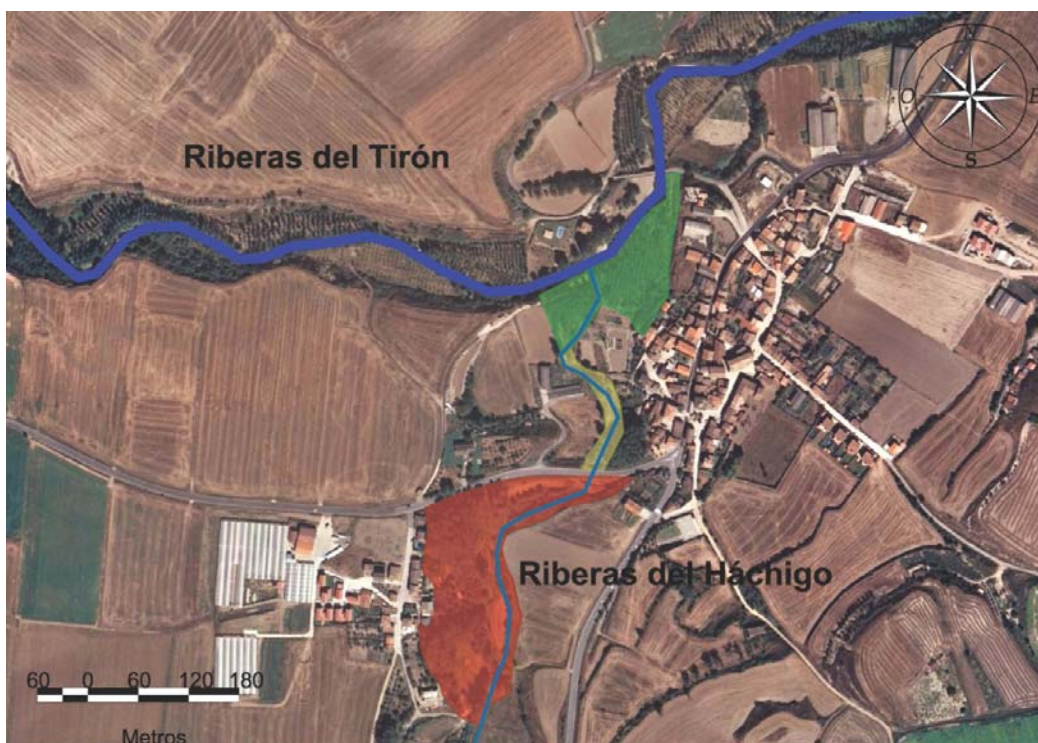 N
O
E
S
Riberas del Tirón
Riberas del Háchigo
60 0 60 120 180
Metros